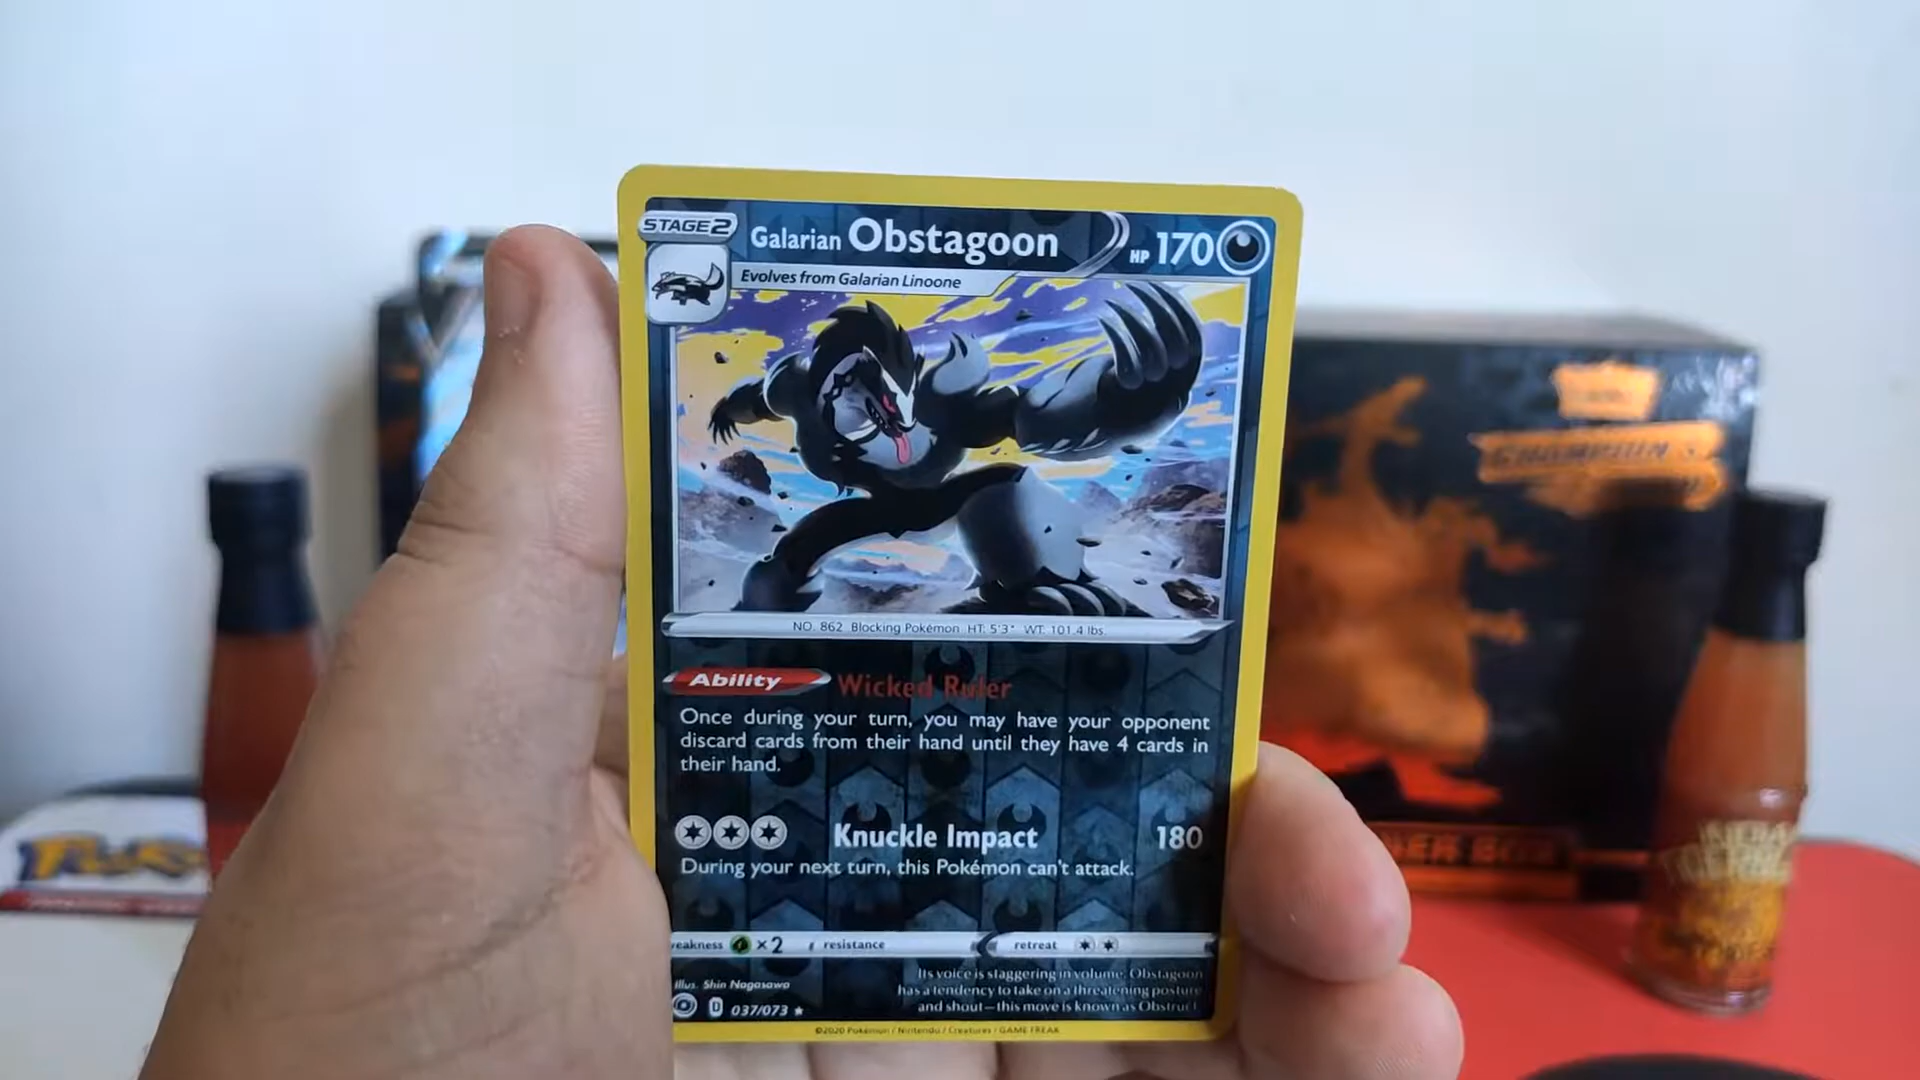 STAGE 2
Galarian Obstagoon
HP 170
Evolves from Galarian Linoone
NO. 862 Blocking Pokémon HT: 5'3" WT: 101.4 lbs.
Ability Wicked Ruler
Once during your turn, you may have your opponent
discard cards from their hand until they have 4 cards in
their hand.
Knuckle Impact 180
During your next turn, this Pokémon can't attack.
weakness ×2 resistance retreat
Its voice is staggering in volume. Obstagoon
has a tendency to take on a threatening posture
and shout—this move is known as Obstruct.
Illus. Shin Nagasawa
D 037/073
©2020 Pokémon / Nintendo / Creatures / GAME FREAK
CHAMPION'S